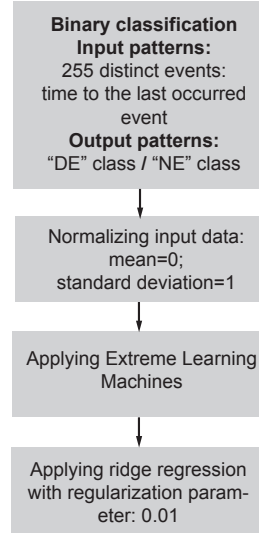 Binary classification
Input patterns:
255 distinct events:
time to the last occurred
event
Output patterns:
“DE” class / “NE” class
Normalizing input data:
mean=0;
standard deviation=1
Applying Extreme Learning
Machines
Applying ridge regression
with regularization param-
eter: 0.01